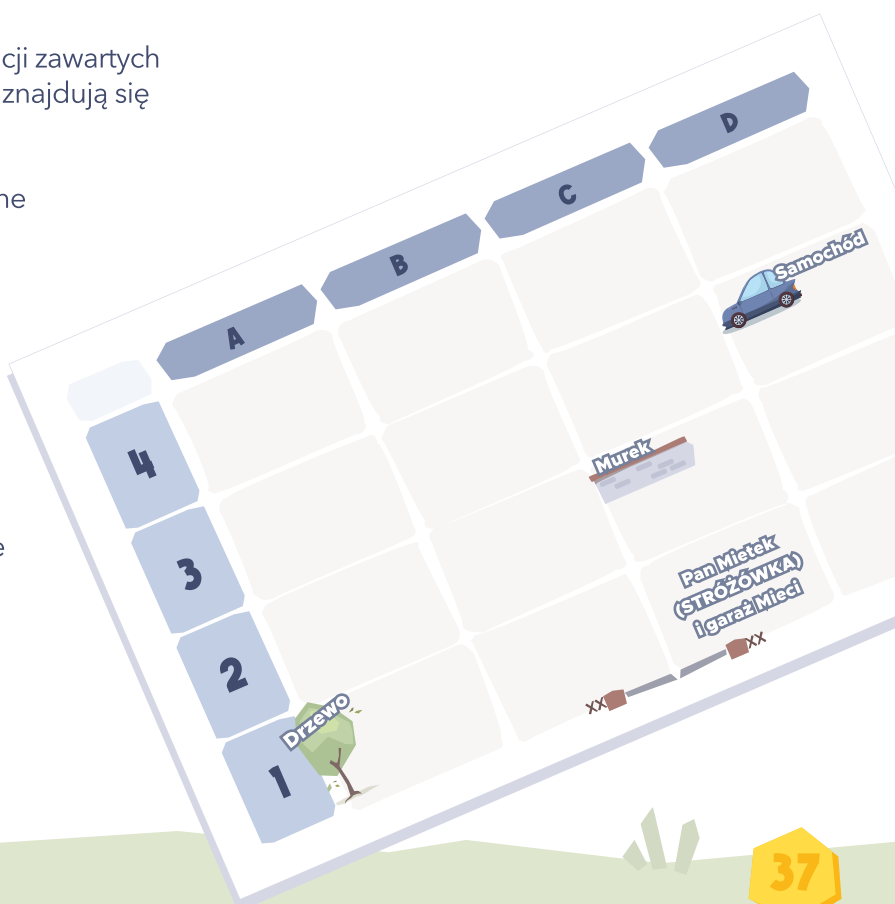 cji zawartych
znajdują się
ne
e
A
B
C
D
4
3
2
1
Samochód
Murek
Pan Mietek
(STRÓŻÓWKA)
i garaż Mieci
XX
XX
Drzewo
37